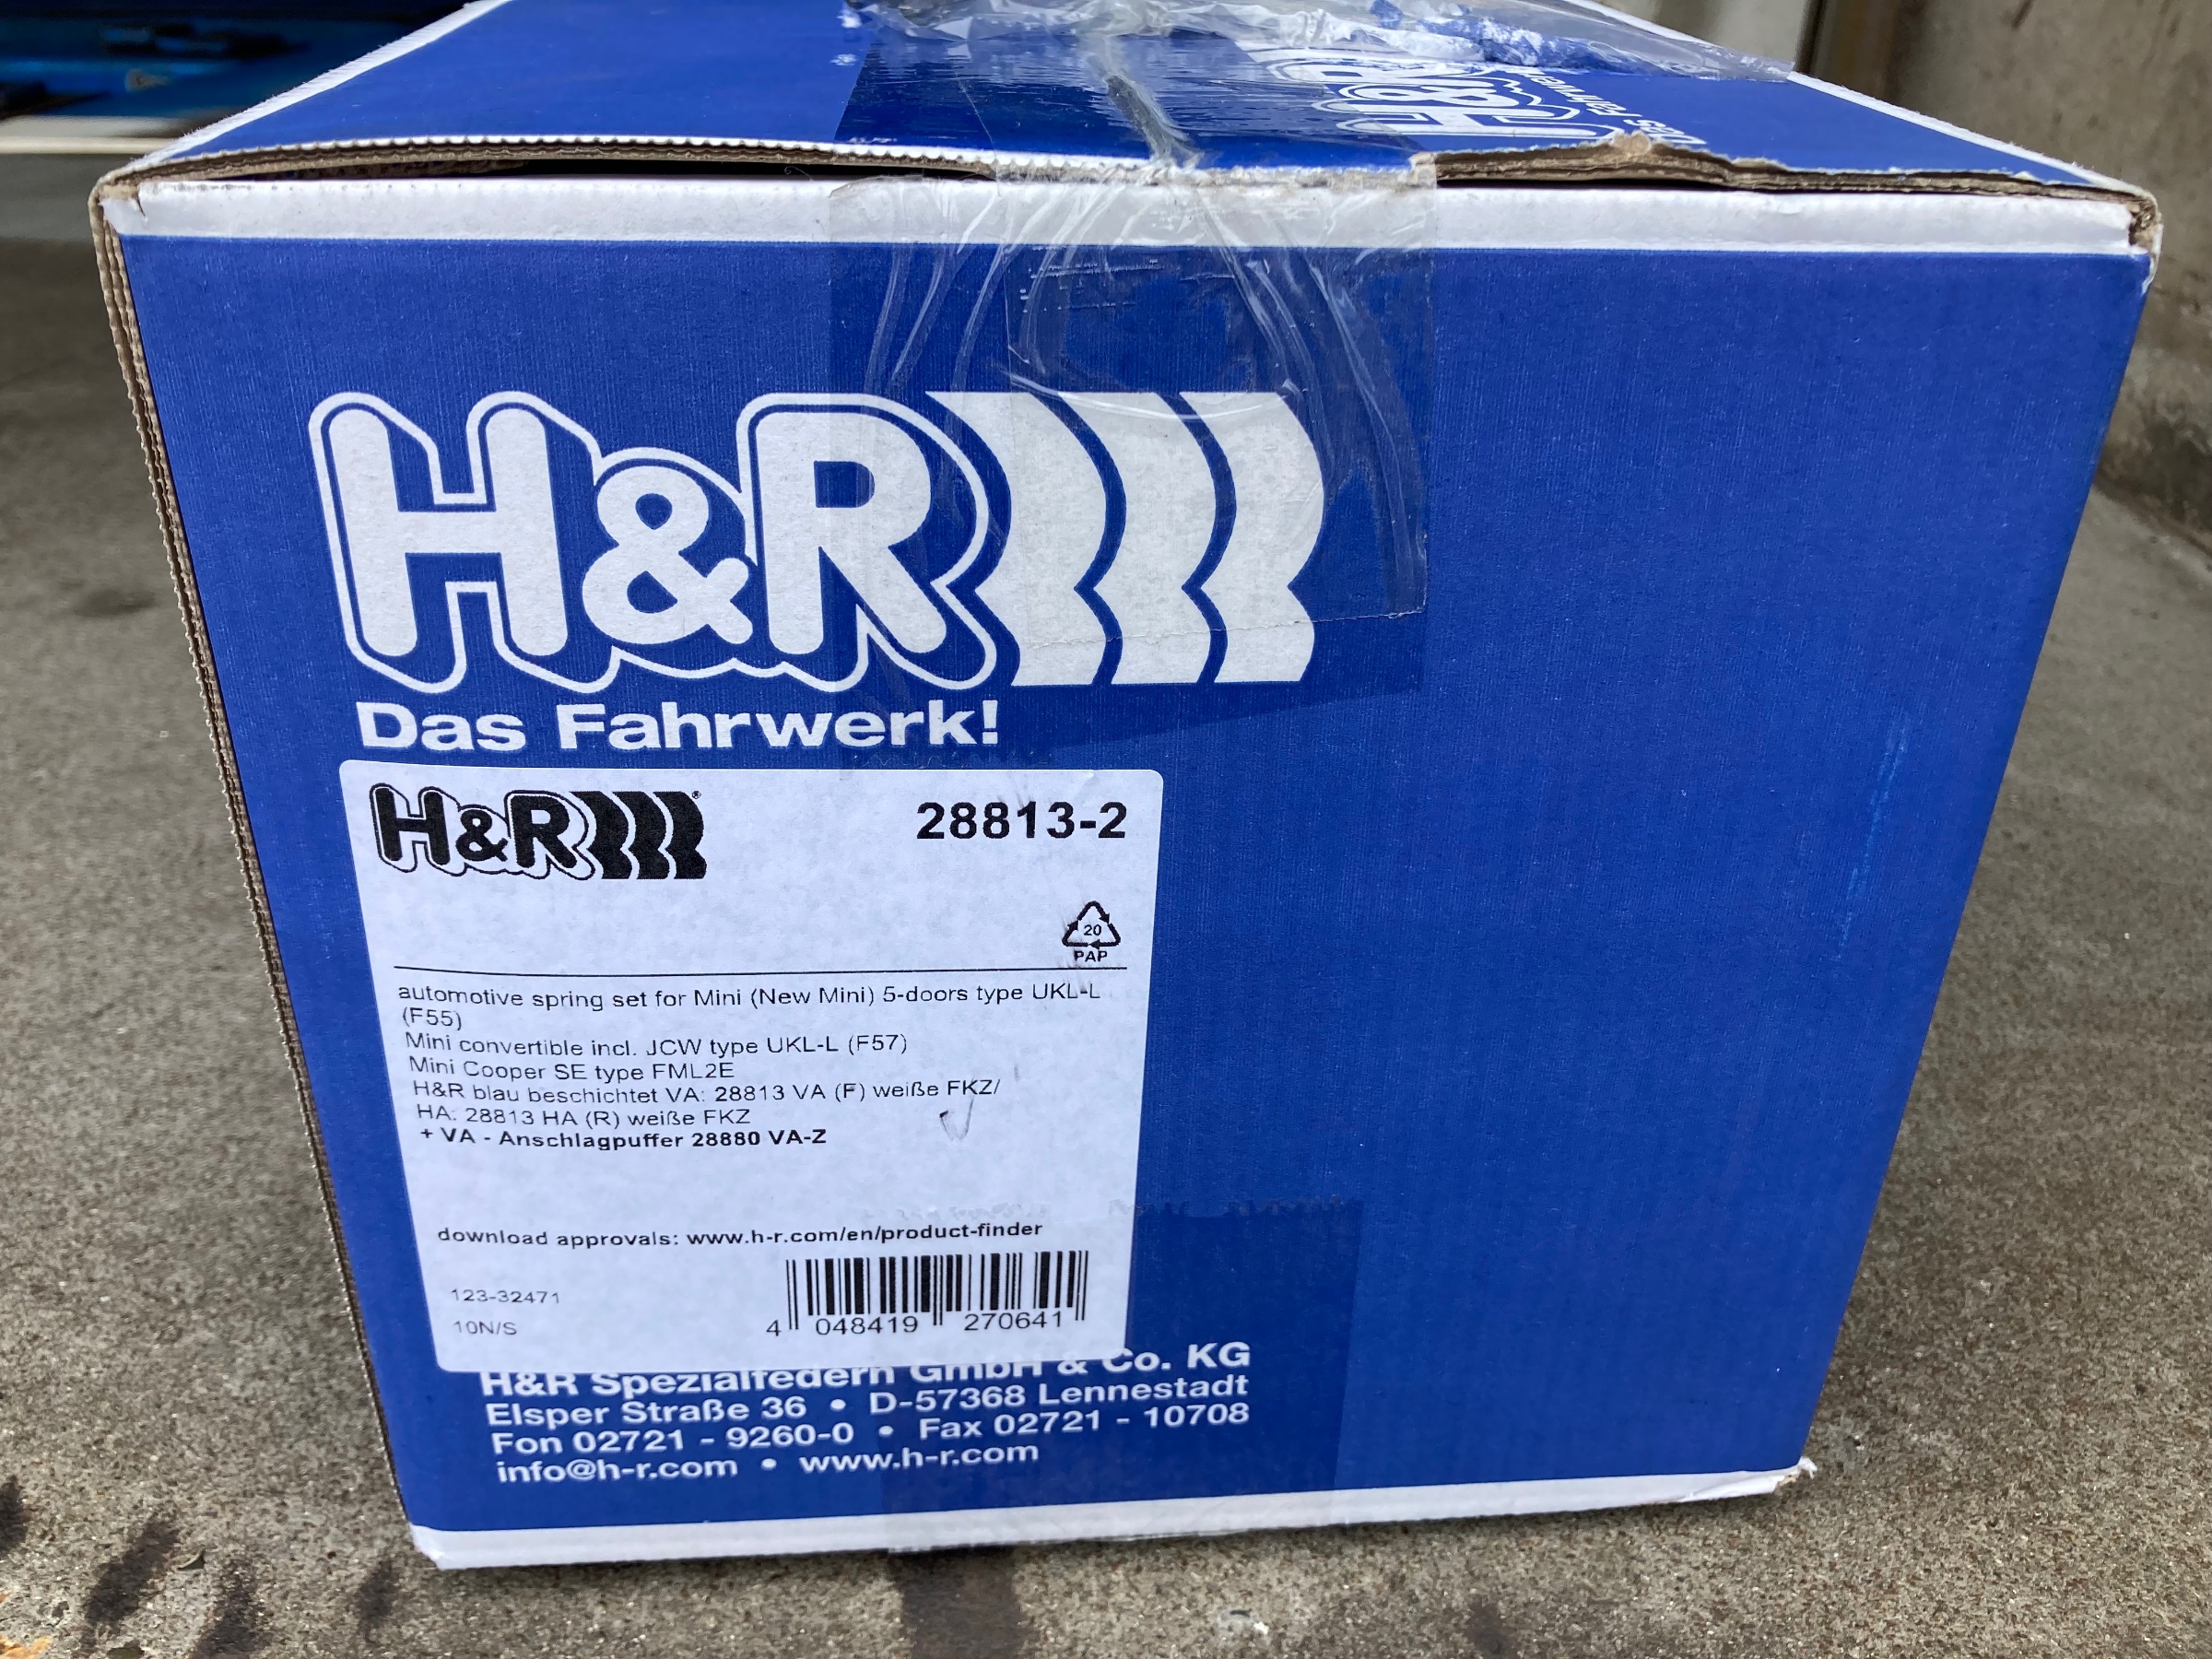 H&R
H&R
Das Fahrwerk!
H&R®
28813-2
20
PAP
automotive spring set for Mini (New Mini) 5-doors type UKL-L
(F55)
Mini convertible incl. JCW type UKL-L (F57)
Mini Cooper SE type FML2E
H&R blau beschichtet VA: 28813 VA (F) weiße FKZ/
HA: 28813 HA (R) weiße FKZ
+ VA - Anschlagpuffer 28880 VA-Z
download approvals: www.h-r.com/en/product-finder
123-32471
10N/S
4 048419 270641
H&R Spezialfedern GmbH & Co. KG
Elsper Straße 36 • D-57368 Lennestadt
Fon 02721 - 9260-0 • Fax 02721 - 10708
info@h-r.com • www.h-r.com